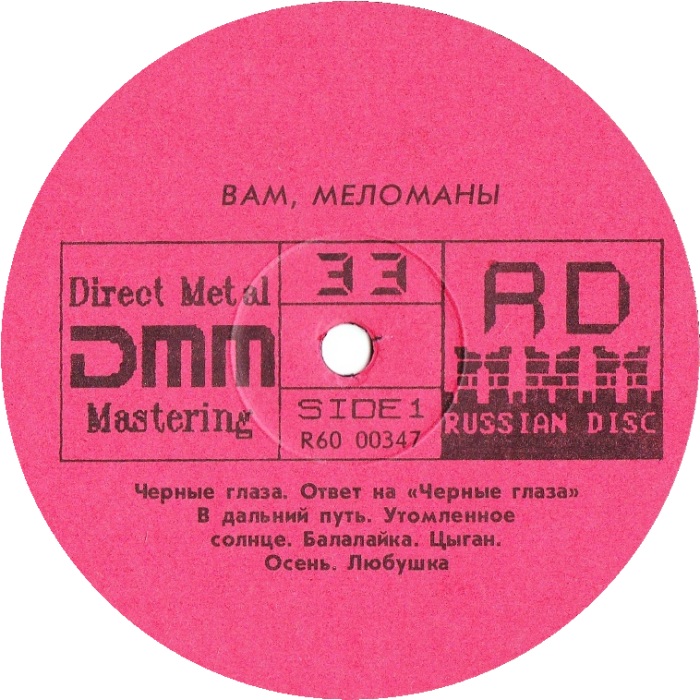 ВАМ, МЕЛОМАНЫ
Direct Metal
DMM
Mastering
33
SIDE 1
R60 00347
RD
RUSSIAN DISC
Черные глаза. Ответ на «Черные глаза»
В дальний путь. Утомленное
солнце. Балалайка. Цыган.
Осень. Любушка